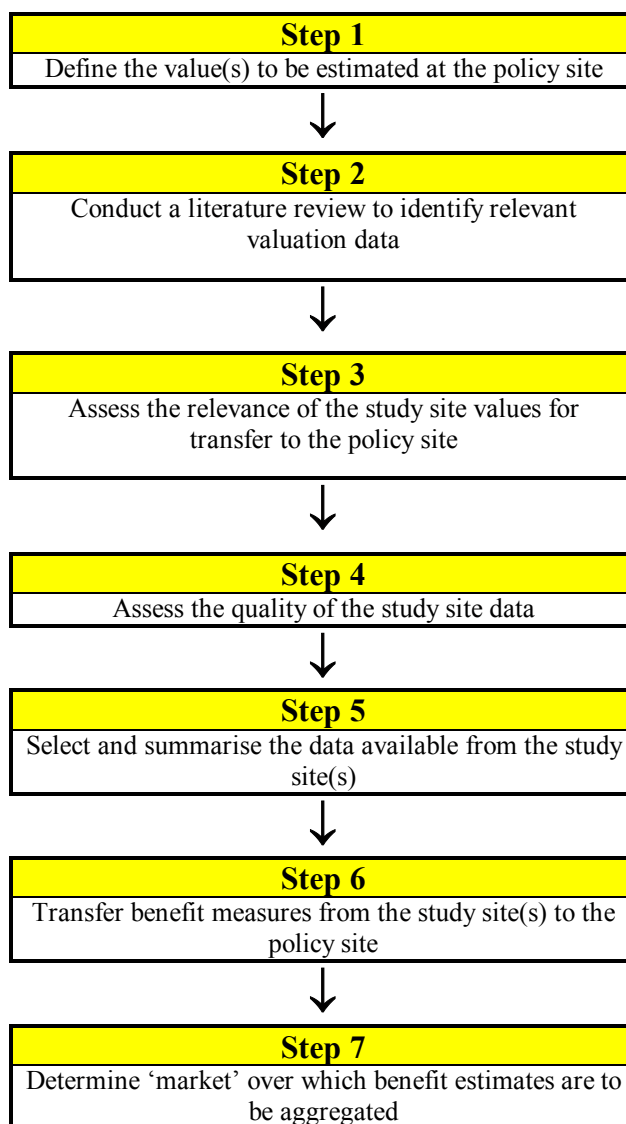 Step 1
Define the value(s) to be estimated at the policy site
Step 2
Conduct a literature review to identify relevant
valuation data
Step 3
Assess the relevance of the study site values for
transfer to the policy site
Step 4
Assess the quality of the study site data
Step 5
Select and summarise the data available from the study
site(s)
Step 6
Transfer benefit measures from the study site(s) to the
policy site
Step 7
Determine ‘market’ over which benefit estimates are to
be aggregated